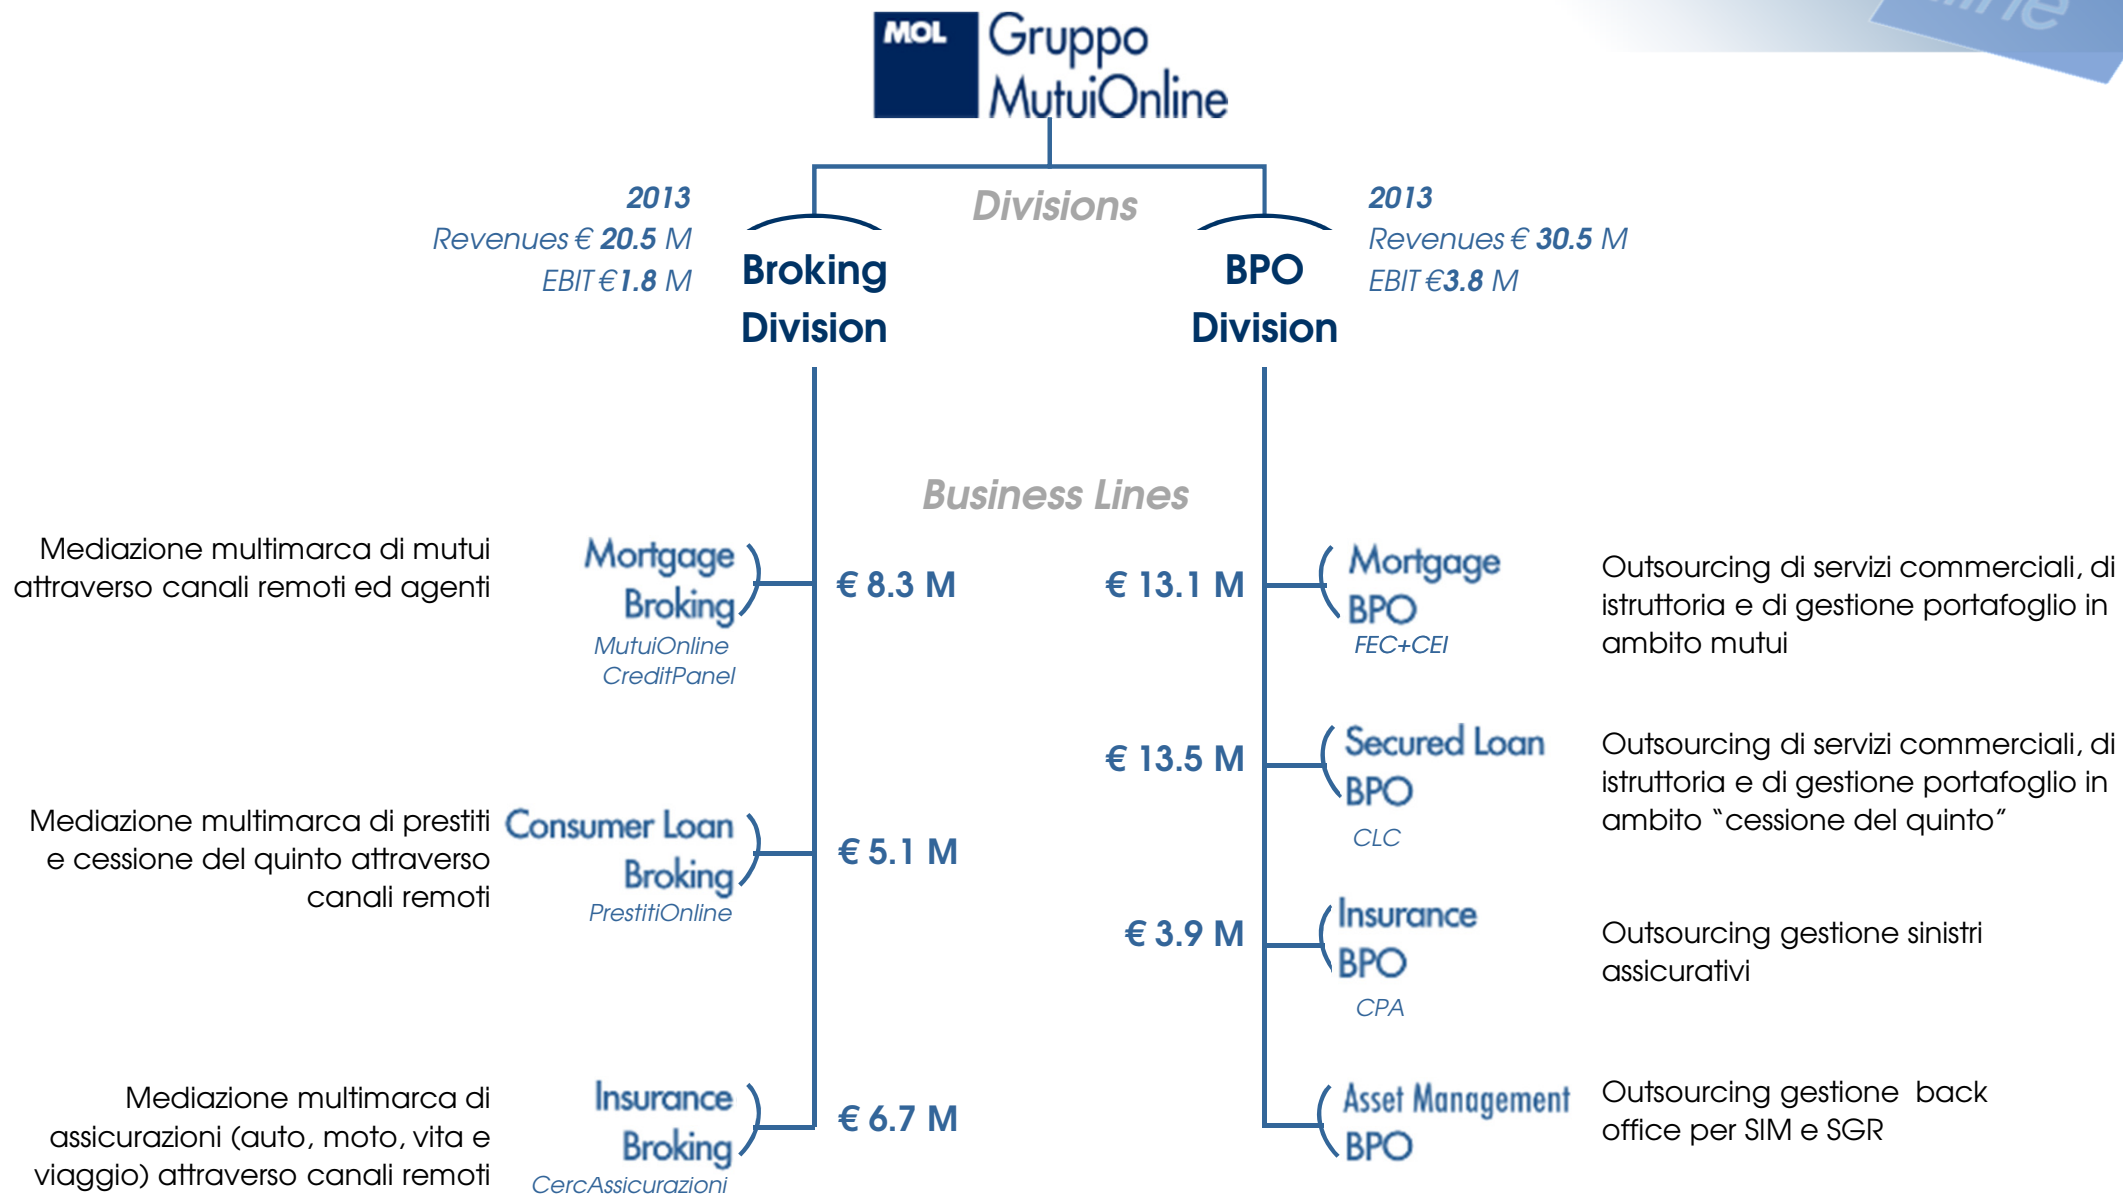 MOL
Gruppo
MutuiOnline
Divisions
2013
Revenues € 20.5 M
EBIT €1.8 M
Broking
Division
BPO
Division
2013
Revenues € 30.5 M
EBIT €3.8 M
Business Lines
Mediazione multimarca di mutui
attraverso canali remoti ed agenti
Mortgage
Broking
MutuiOnline
CreditPanel
€ 8.3 M
Mediazione multimarca di prestiti
e cessione del quinto attraverso
canali remoti
Consumer Loan
Broking
PrestitiOnline
€ 5.1 M
Mediazione multimarca di
assicurazioni (auto, moto, vita e
viaggio) attraverso canali remoti
Insurance
Broking
CercAssicurazioni
€ 6.7 M
€ 13.1 M
Mortgage
BPO
FEC+CEI
Outsourcing di servizi commerciali, di
istruttoria e di gestione portafoglio in
ambito mutui
€ 13.5 M
Secured Loan
BPO
CLC
Outsourcing di servizi commerciali, di
istruttoria e di gestione portafoglio in
ambito “cessione del quinto”
€ 3.9 M
Insurance
BPO
CPA
Outsourcing gestione sinistri
assicurativi
Asset Management
BPO
Outsourcing gestione back
office per SIM e SGR